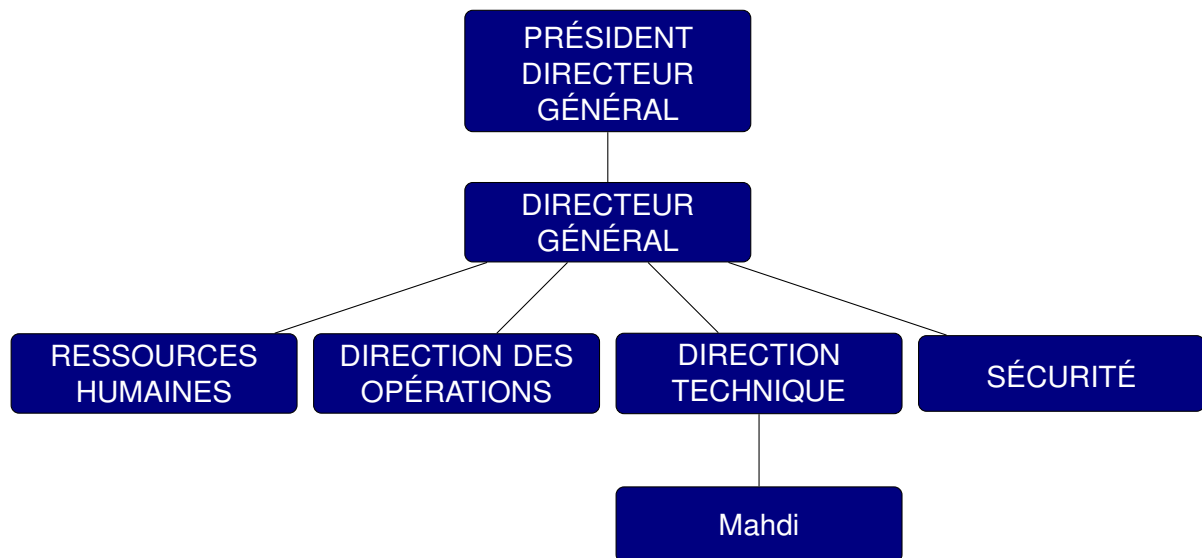 PRÉSIDENT
DIRECTEUR
GÉNÉRAL
DIRECTEUR
GÉNÉRAL
RESSOURCES
HUMAINES
DIRECTION DES
OPÉRATIONS
DIRECTION
TECHNIQUE
SÉCURITÉ
Mahdi